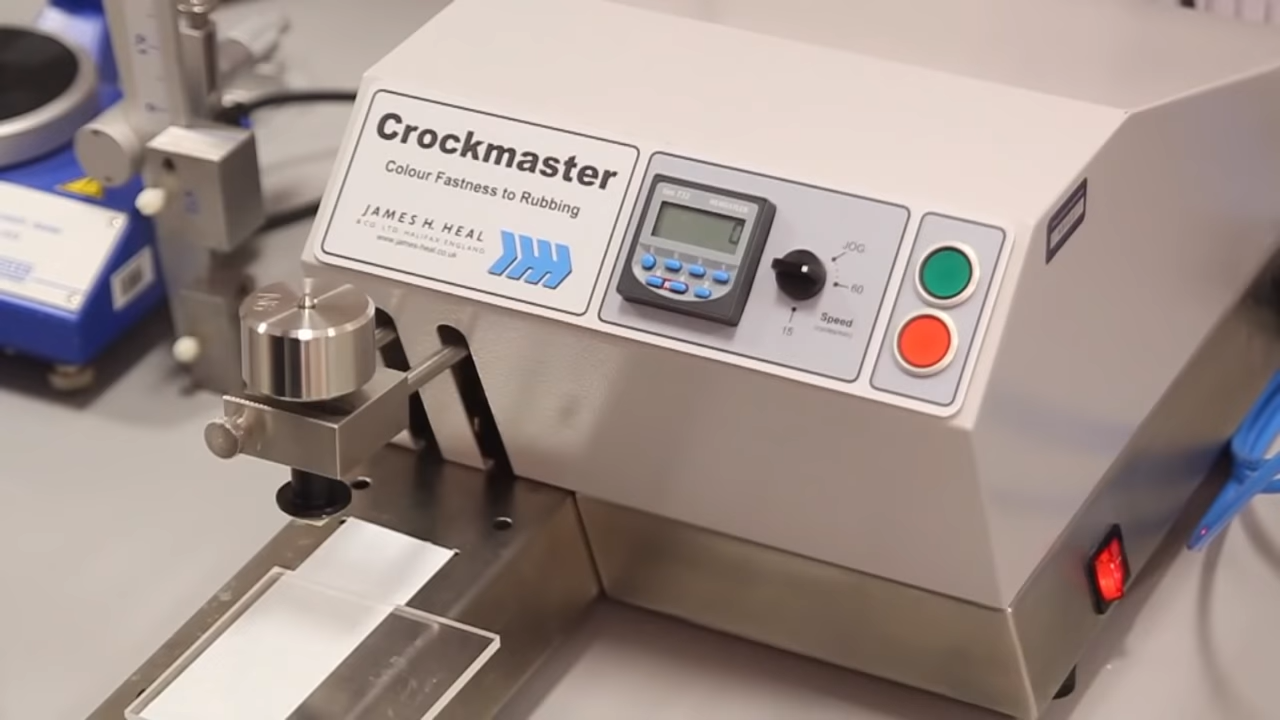 Crockmaster
Colour Fastness to Rubbing
JAMES H. HEAL
& CO. LTD. HALIFAX ENGLAND
www.james-heal.co.uk
0
JOG
60
15
Speed